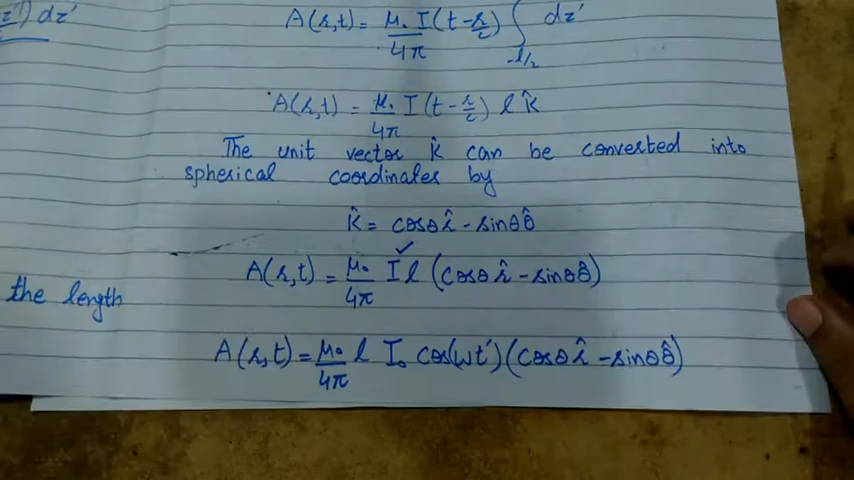 z') dz'
A(r,t) = μ₀/4π I(t-r/c) ∫_{-l/2} dz'
A(r,t) = μ₀/4π I(t-r/c) l k̂
The unit vector k̂ can be converted into
spherical coordinates by
k̂ = cosθ r̂ - sinθ θ̂
A(r,t) = μ₀/4π I l (cosθ r̂ - sinθ θ̂)
the length
A(r,t) = μ₀/4π l I₀ cos(ωt') (cosθ r̂ - sinθ θ̂)